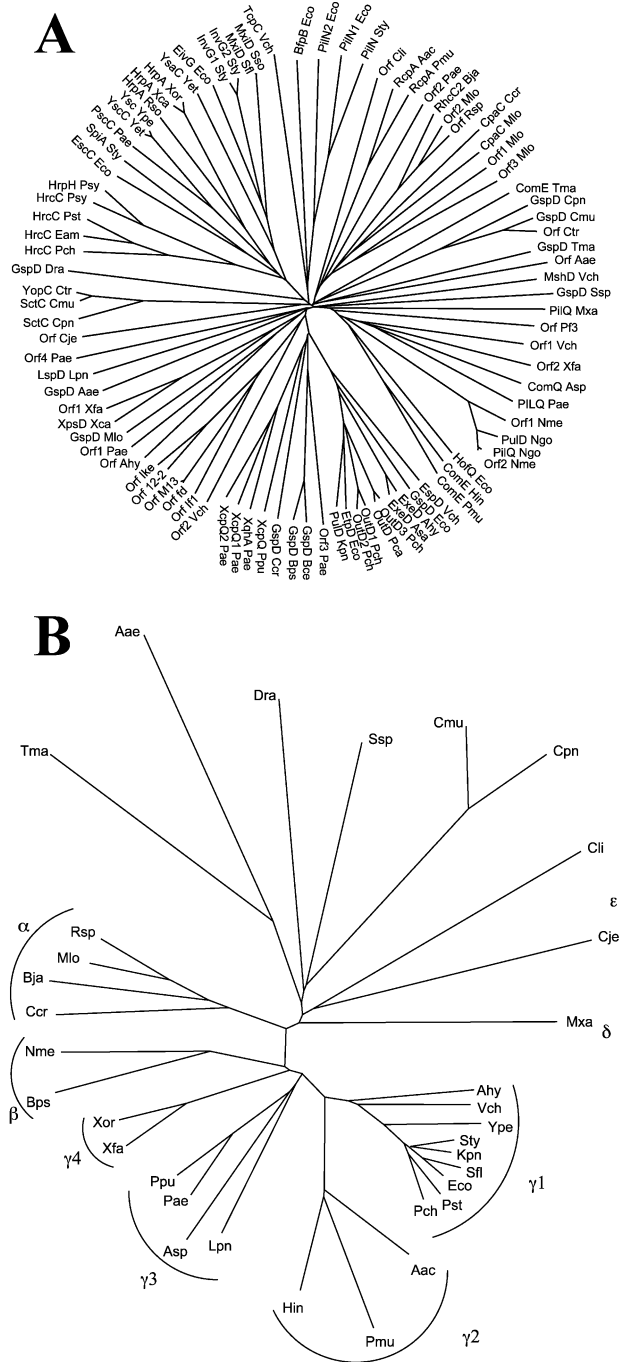 A
TcpC Vch
BfpB Eco
PilN2 Eco
PilN1 Eco
PilN Sty
Orf Cli
RcpA Aac
RcpA Pmu
Orf2 Pae
RhcC2 Bja
Orf2 Mlo
Orf Rsp
CpaC Ccr
CpaC Mlo
Orf1 Mlo
Orf3 Mlo
ComE Tma
GspD Cpn
GspD Cmu
Orf Ctr
GspD Tma
Orf Aae
MshD Vch
GspD Ssp
PilQ Mxa
Orf Pf3
Orf1 Vch
Orf2 Xfa
ComQ Asp
PILQ Pae
Orf1 Nme
PulD Ngo
PilQ Ngo
Orf2 Nme
HofQ Eco
ComE Hin
ComE Pmu
EspD Vch
GspD Eco
ExeD Ahy
ExeD Asa
OutD3 Pch
OutD Pca
OutD1 Pch
OutD2 Pch
EtpD Eco
PulD Kpn
Orf3 Pae
GspD Bce
GspD Bps
GspD Ccr
XcpQ Ppu
XqhA Pae
XcpQ1 Pae
XcpQ2 Pae
Orf2 Vch
Orf If1
Orf fd
Orf M13
Orf 12-2
Orf Ike
Orf Ahy
Orf1 Pae
GspD Mlo
XpsD Xca
Orf1 Xfa
GspD Aae
LspD Lpn
Orf4 Pae
Orf Cje
SctC Cpn
SctC Cmu
YopC Ctr
GspD Dra
HrcC Pch
HrcC Eam
HrcC Pst
HrcC Psy
HrpH Psy
EscC Eco
SpiA Sty
PscC Pae
YscC Yet
Ysc Ype
HrpA Rso
HrpA Xca
HrpA Xor
YsaC Yet
EivG Eco
InvG1 Sty
InvG2 Sty
MxiD Sfl
MxiD Sso
B
Aae
Dra
Ssp
Cmu
Cpn
Tma
Cli
ε
Cje
Mxa
δ
α
Rsp
Mlo
Bja
Ccr
Nme
Bps
β
Xor
Xfa
γ4
Ppu
Pae
Asp
Lpn
γ3
Ahy
Vch
Ype
Sty
Kpn
Sfl
Eco
Pst
Pch
γ1
Aac
Hin
Pmu
γ2